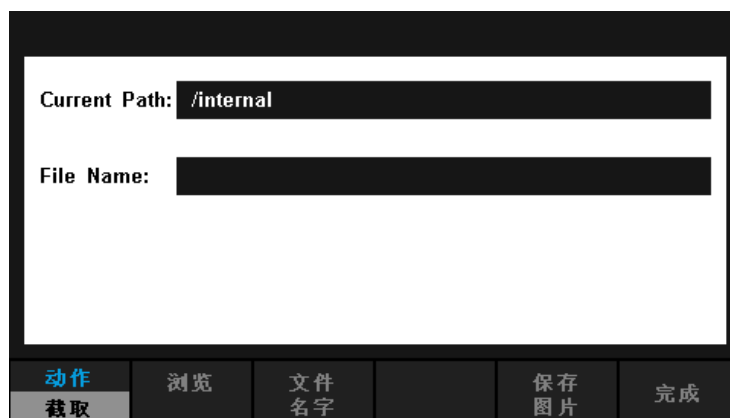 Current Path: /internal
File Name:
动作 浏览 文件 保存 完成
截取 名字 图片